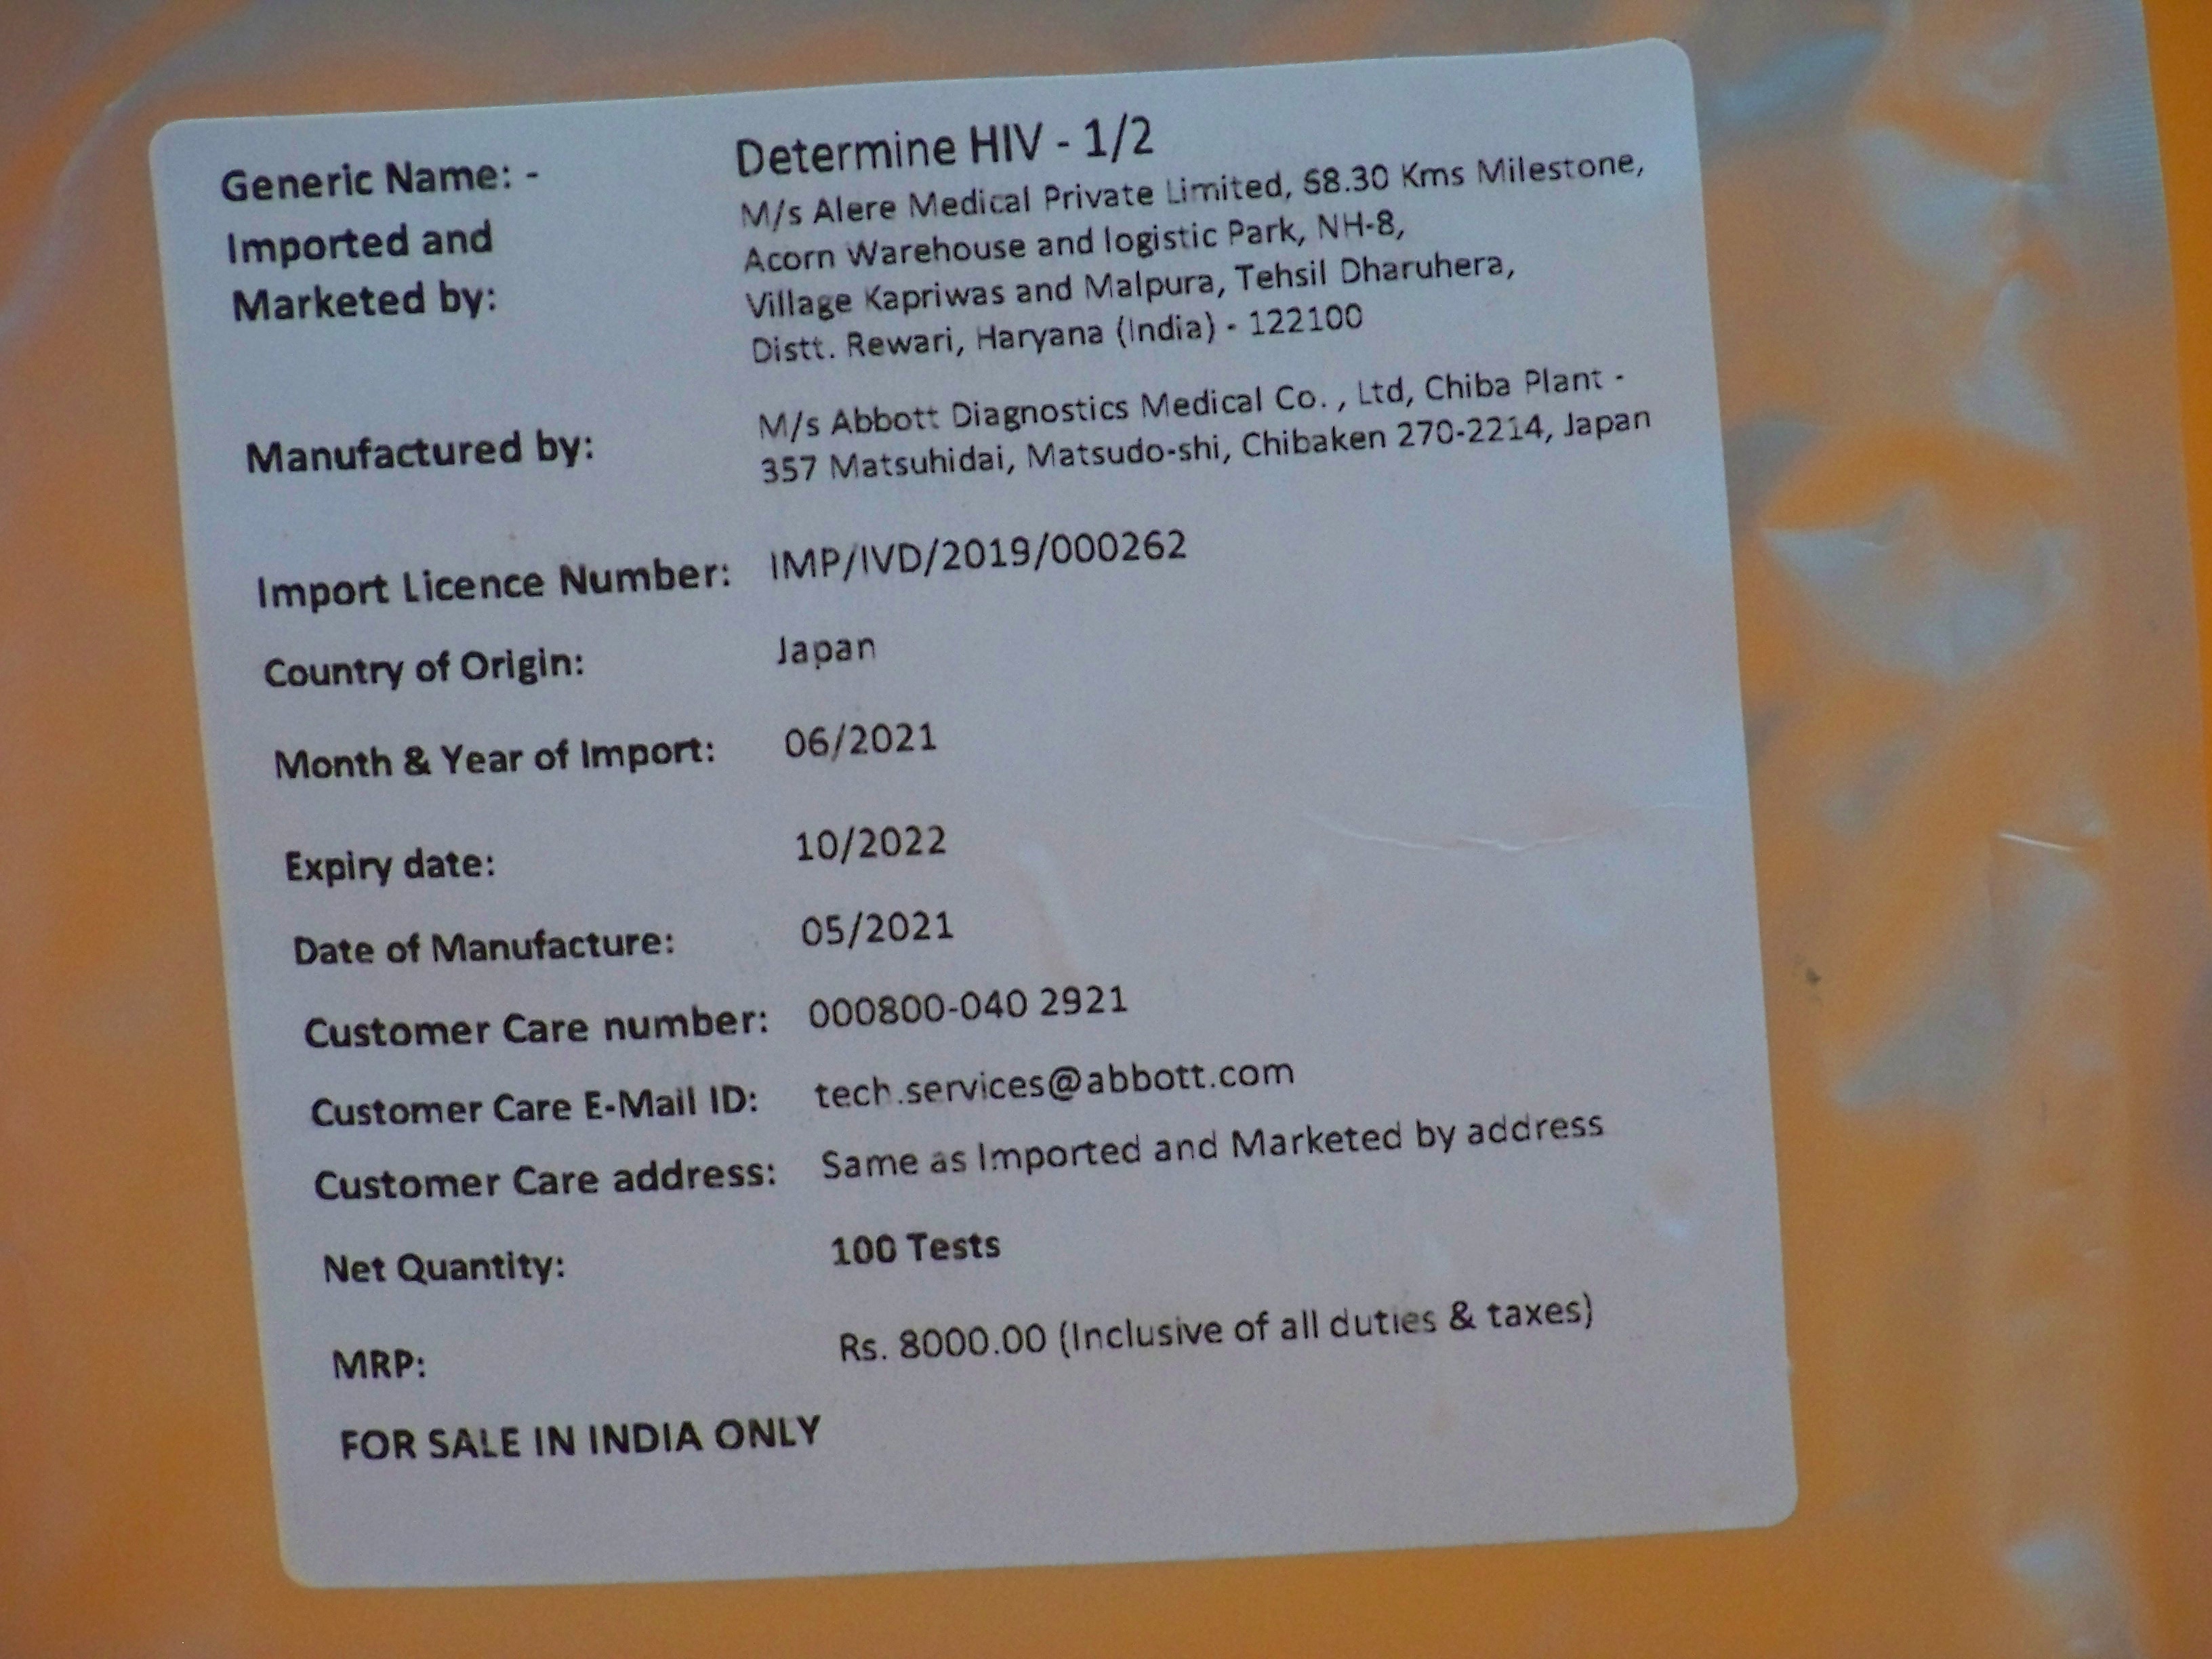 Generic Name: - Determine HIV - 1/2
Imported and M/s Alere Medical Private Limited, 68.30 Kms Milestone,
Marketed by: Acorn Warehouse and logistic Park, NH-8,
Village Kapriwas and Malpura, Tehsil Dharuhera,
Distt. Rewari, Haryana (India) - 122100
Manufactured by: M/s Abbott Diagnostics Medical Co. , Ltd, Chiba Plant -
357 Matsuhidai, Matsudo-shi, Chibaken 270-2214, Japan
Import Licence Number: IMP/IVD/2019/000262
Country of Origin: Japan
Month & Year of Import: 06/2021
Expiry date: 10/2022
Date of Manufacture: 05/2021
Customer Care number: 000800-040 2921
Customer Care E-Mail ID: tech.services@abbott.com
Customer Care address: Same as Imported and Marketed by address
Net Quantity: 100 Tests
MRP: Rs. 8000.00 (Inclusive of all duties & taxes)
FOR SALE IN INDIA ONLY